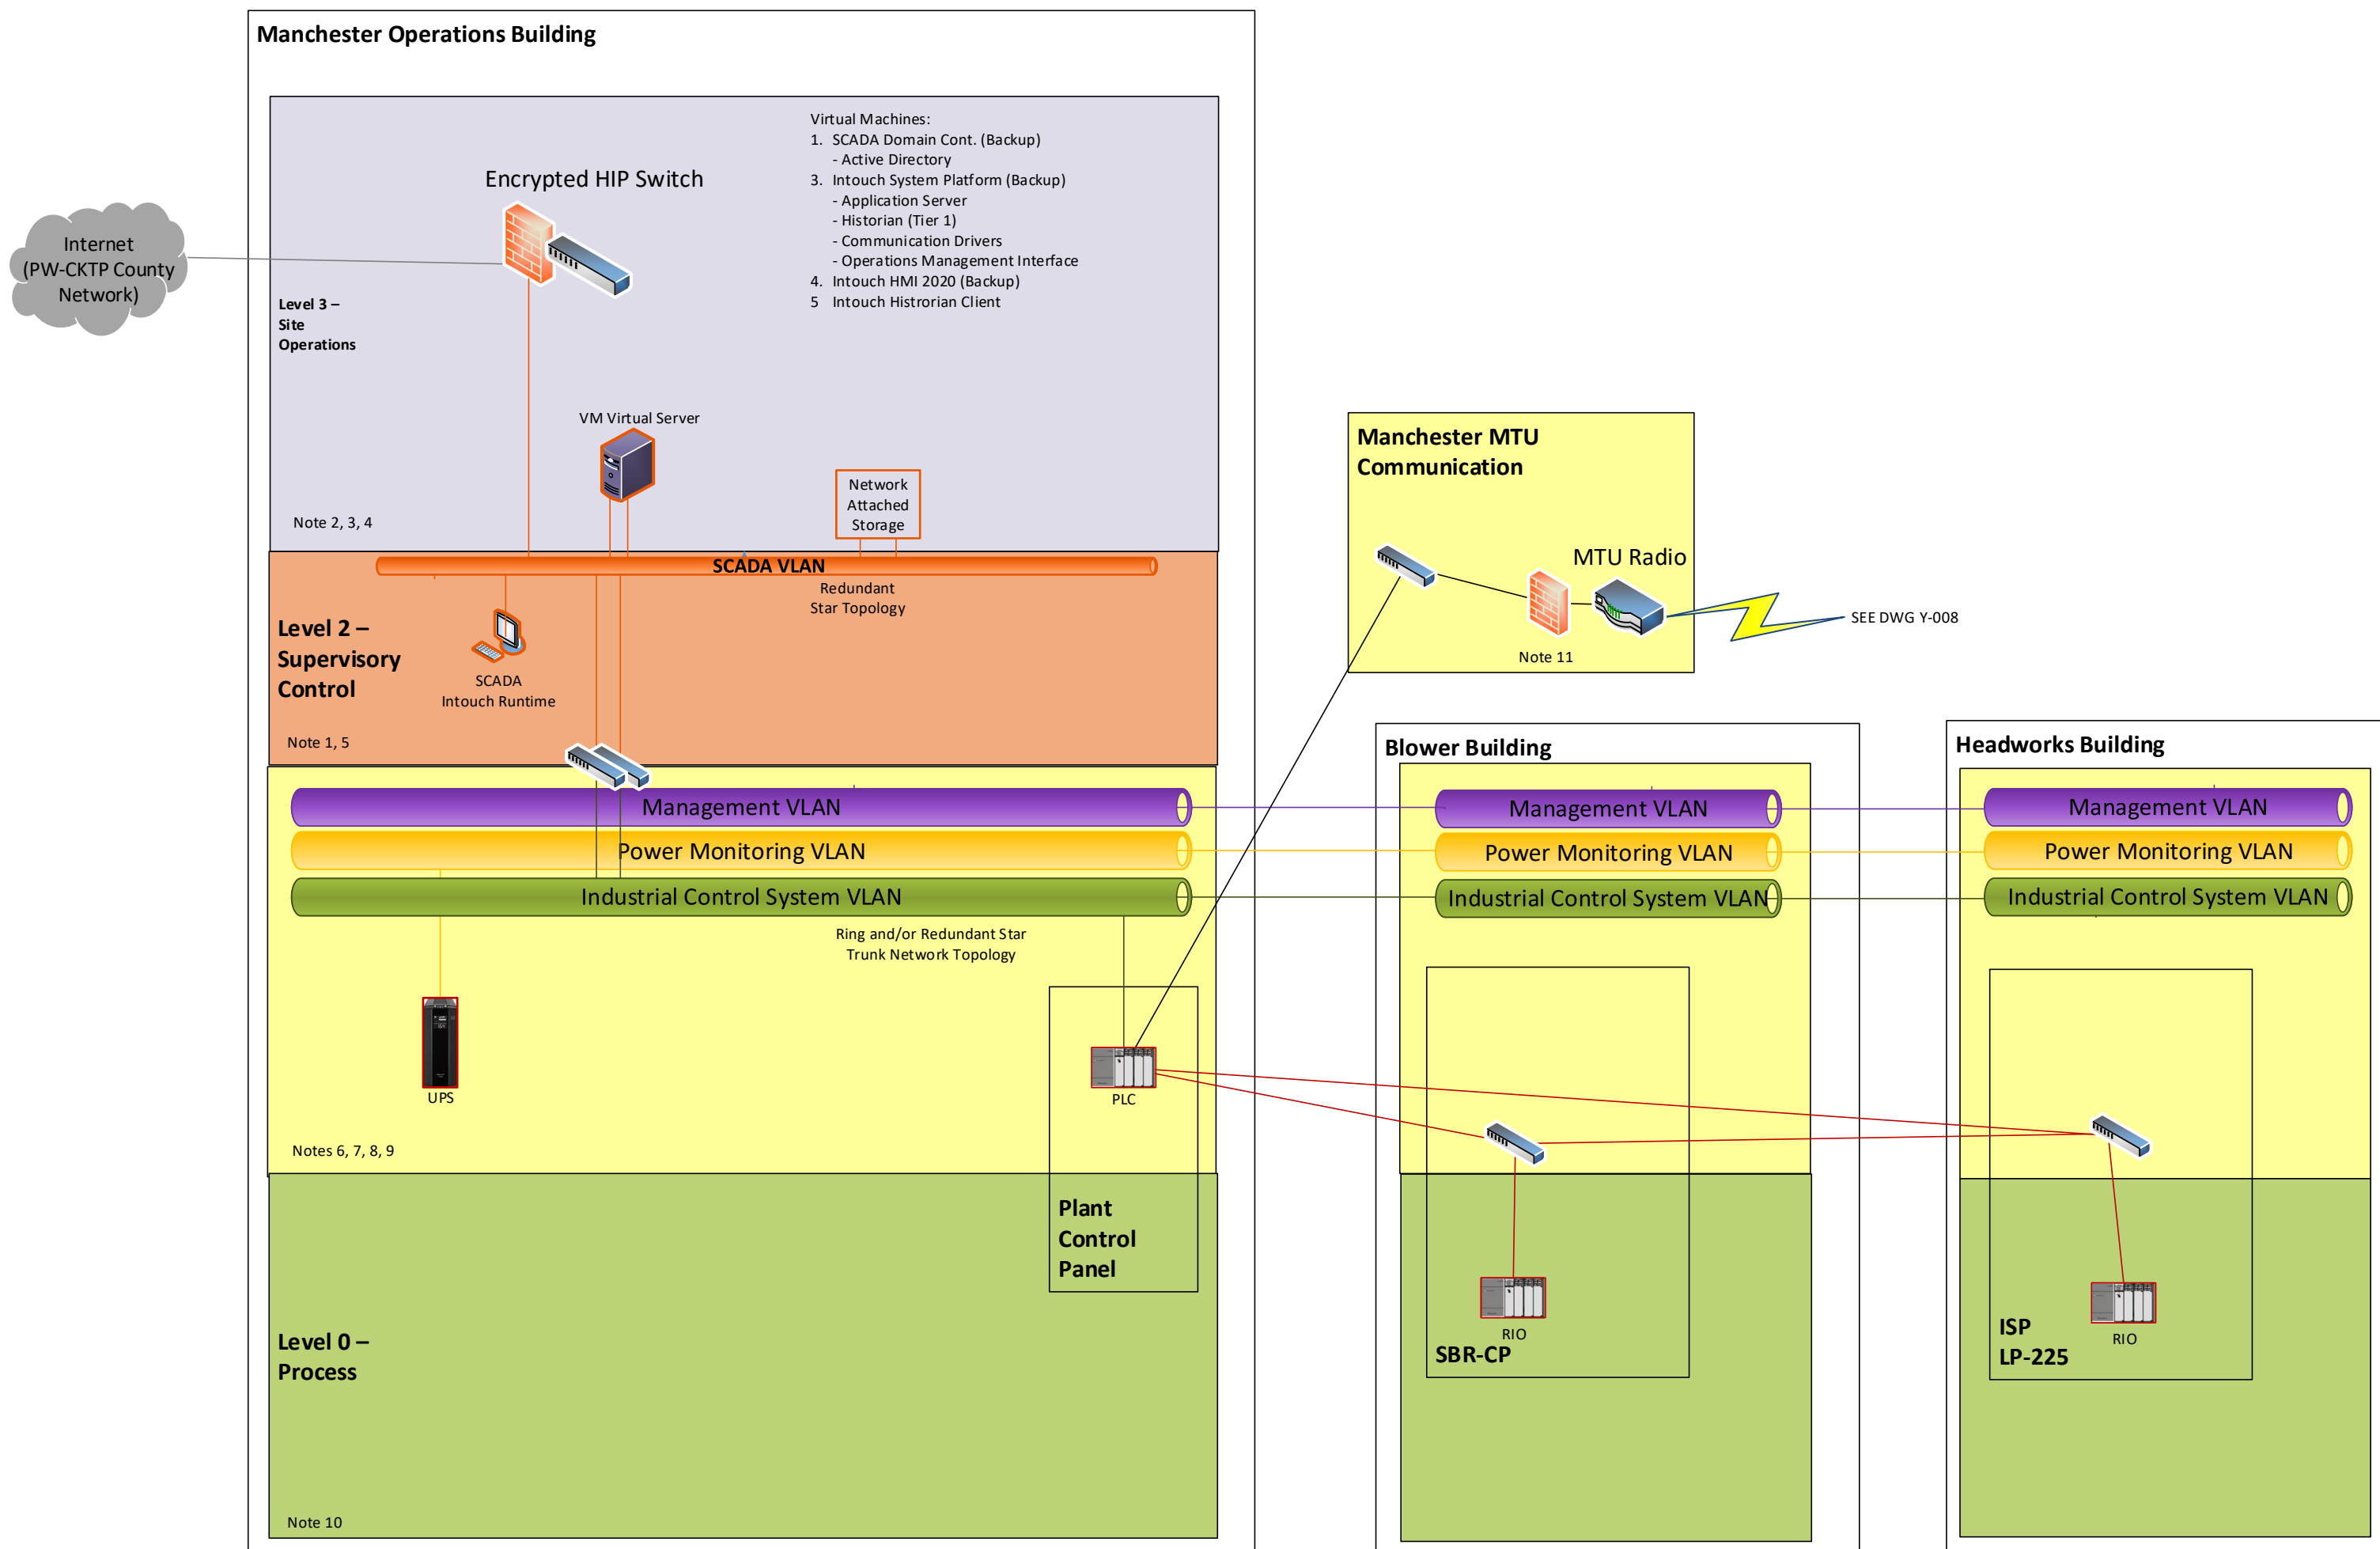 Manchester Operations Building
Encrypted HIP Switch
Virtual Machines:
1. SCADA Domain Cont. (Backup)
- Active Directory
3. Intouch System Platform (Backup)
- Application Server
- Historian (Tier 1)
- Communication Drivers
- Operations Management Interface
4. Intouch HMI 2020 (Backup)
5 Intouch Histrorian Client
Internet
(PW-CKTP County
Network)
Level 3 –
Site
Operations
VM Virtual Server
Network
Attached
Storage
Note 2, 3, 4
SCADA VLAN
Redundant
Star Topology
Level 2 –
Supervisory
Control
SCADA
Intouch Runtime
Note 1, 5
Manchester MTU
Communication
MTU Radio
Note 11
SEE DWG Y-008
Management VLAN
Power Monitoring VLAN
Industrial Control System VLAN
Ring and/or Redundant Star
Trunk Network Topology
UPS
PLC
Notes 6, 7, 8, 9
Plant
Control
Panel
Level 0 –
Process
Note 10
Blower Building
Management VLAN
Power Monitoring VLAN
Industrial Control System VLAN
RIO
SBR-CP
Headworks Building
Management VLAN
Power Monitoring VLAN
Industrial Control System VLAN
ISP
LP-225
RIO